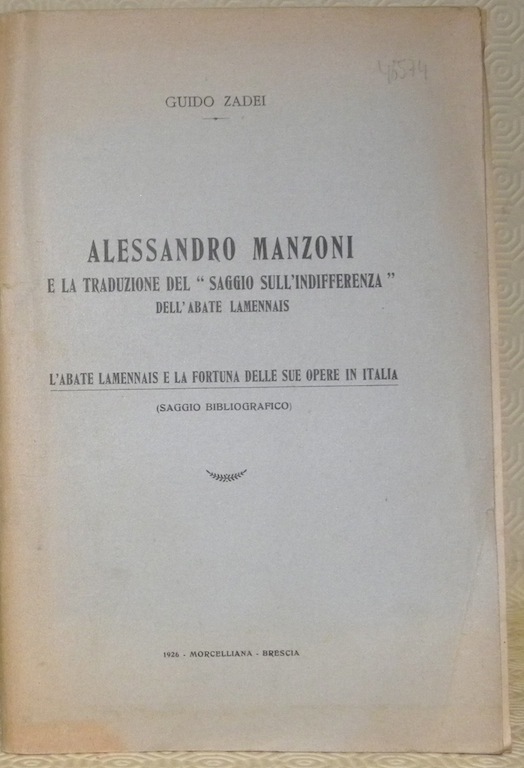 GUIDO ZADEI
ALESSANDRO MANZONI
E LA TRADUZIONE DEL “ SAGGIO SULL'INDIFFERENZA ”
DELL'ABATE LAMENNAIS
L'ABATE LAMENNAIS E LA FORTUNA DELLE SUE OPERE IN ITALIA
(SAGGIO BIBLIOGRAFICO)
1926 - MORCELLIANA - BRESCIA